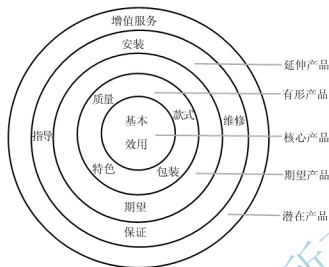 增值服务
安装
延伸产品
质量
有形产品
款式
基本
维修
指导
核心产品
效用
特色
包装
期望产品
期望
潜在产品
保证